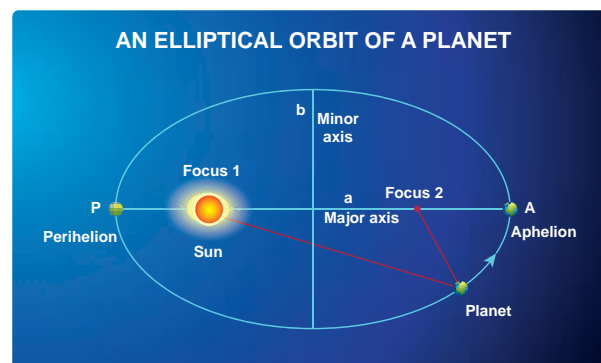 AN ELLIPTICAL ORBIT OF A PLANET
b
Minor
axis
Focus 1
a
Focus 2
P
A
Major axis
Perihelion
Aphelion
Sun
Planet